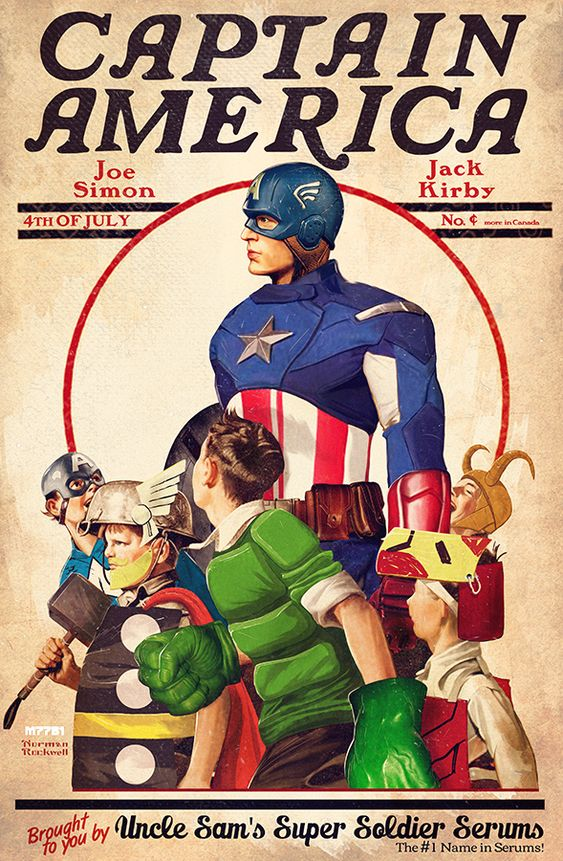 CAPTAIN
AMERICA
Joe
Simon
Jack
Kirby
4TH OF JULY
No. ¢ more in Canada
A
A
M77B1
Norman
Rockwell
Brought
to you by
Uncle Sam's Super Soldier Serums
The #1 Name in Serums!